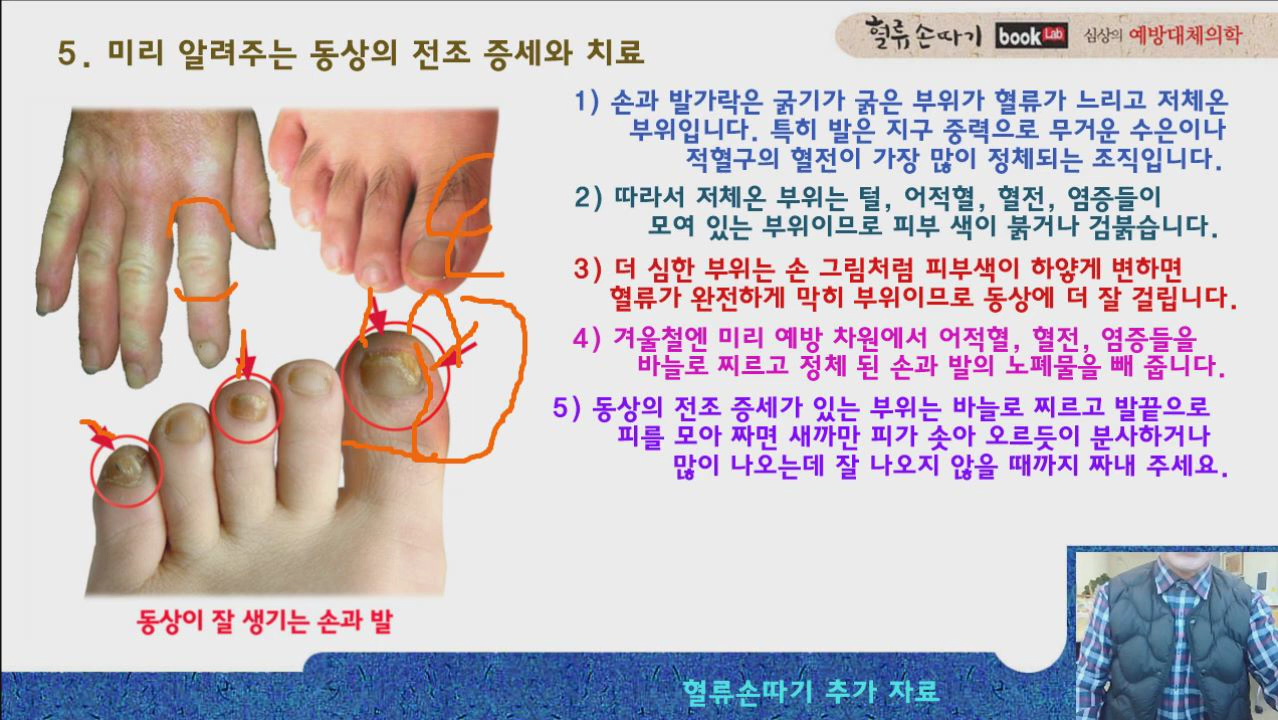 5. 미리 알려주는 동상의 전조 증세와 치료
혈류 손따기 book Lab 심상의 예방대체의학
1) 손과 발가락은 굵기가 굵은 부위가 혈류가 느리고 저체온
부위입니다. 특히 발은 지구 중력으로 무거운 수은이나
적혈구의 혈전이 가장 많이 정체되는 조직입니다.
2) 따라서 저체온 부위는 털, 어적혈, 혈전, 염증들이
모여 있는 부위이므로 피부 색이 붉거나 검붉습니다.
3) 더 심한 부위는 손 그림처럼 피부색이 하얗게 변하면
혈류가 완전하게 막히 부위이므로 동상에 더 잘 걸립니다.
4) 겨울철엔 미리 예방 차원에서 어적혈, 혈전, 염증들을
바늘로 찌르고 정체 된 손과 발의 노폐물을 빼 줍니다.
5) 동상의 전조 증세가 있는 부위는 바늘로 찌르고 발끝으로
피를 모아 짜면 새까만 피가 솟아 오르듯이 분사하거나
많이 나오는데 잘 나오지 않을 때까지 짜내 주세요.
동상이 잘 생기는 손과 발
혈류손따기 추가 자료